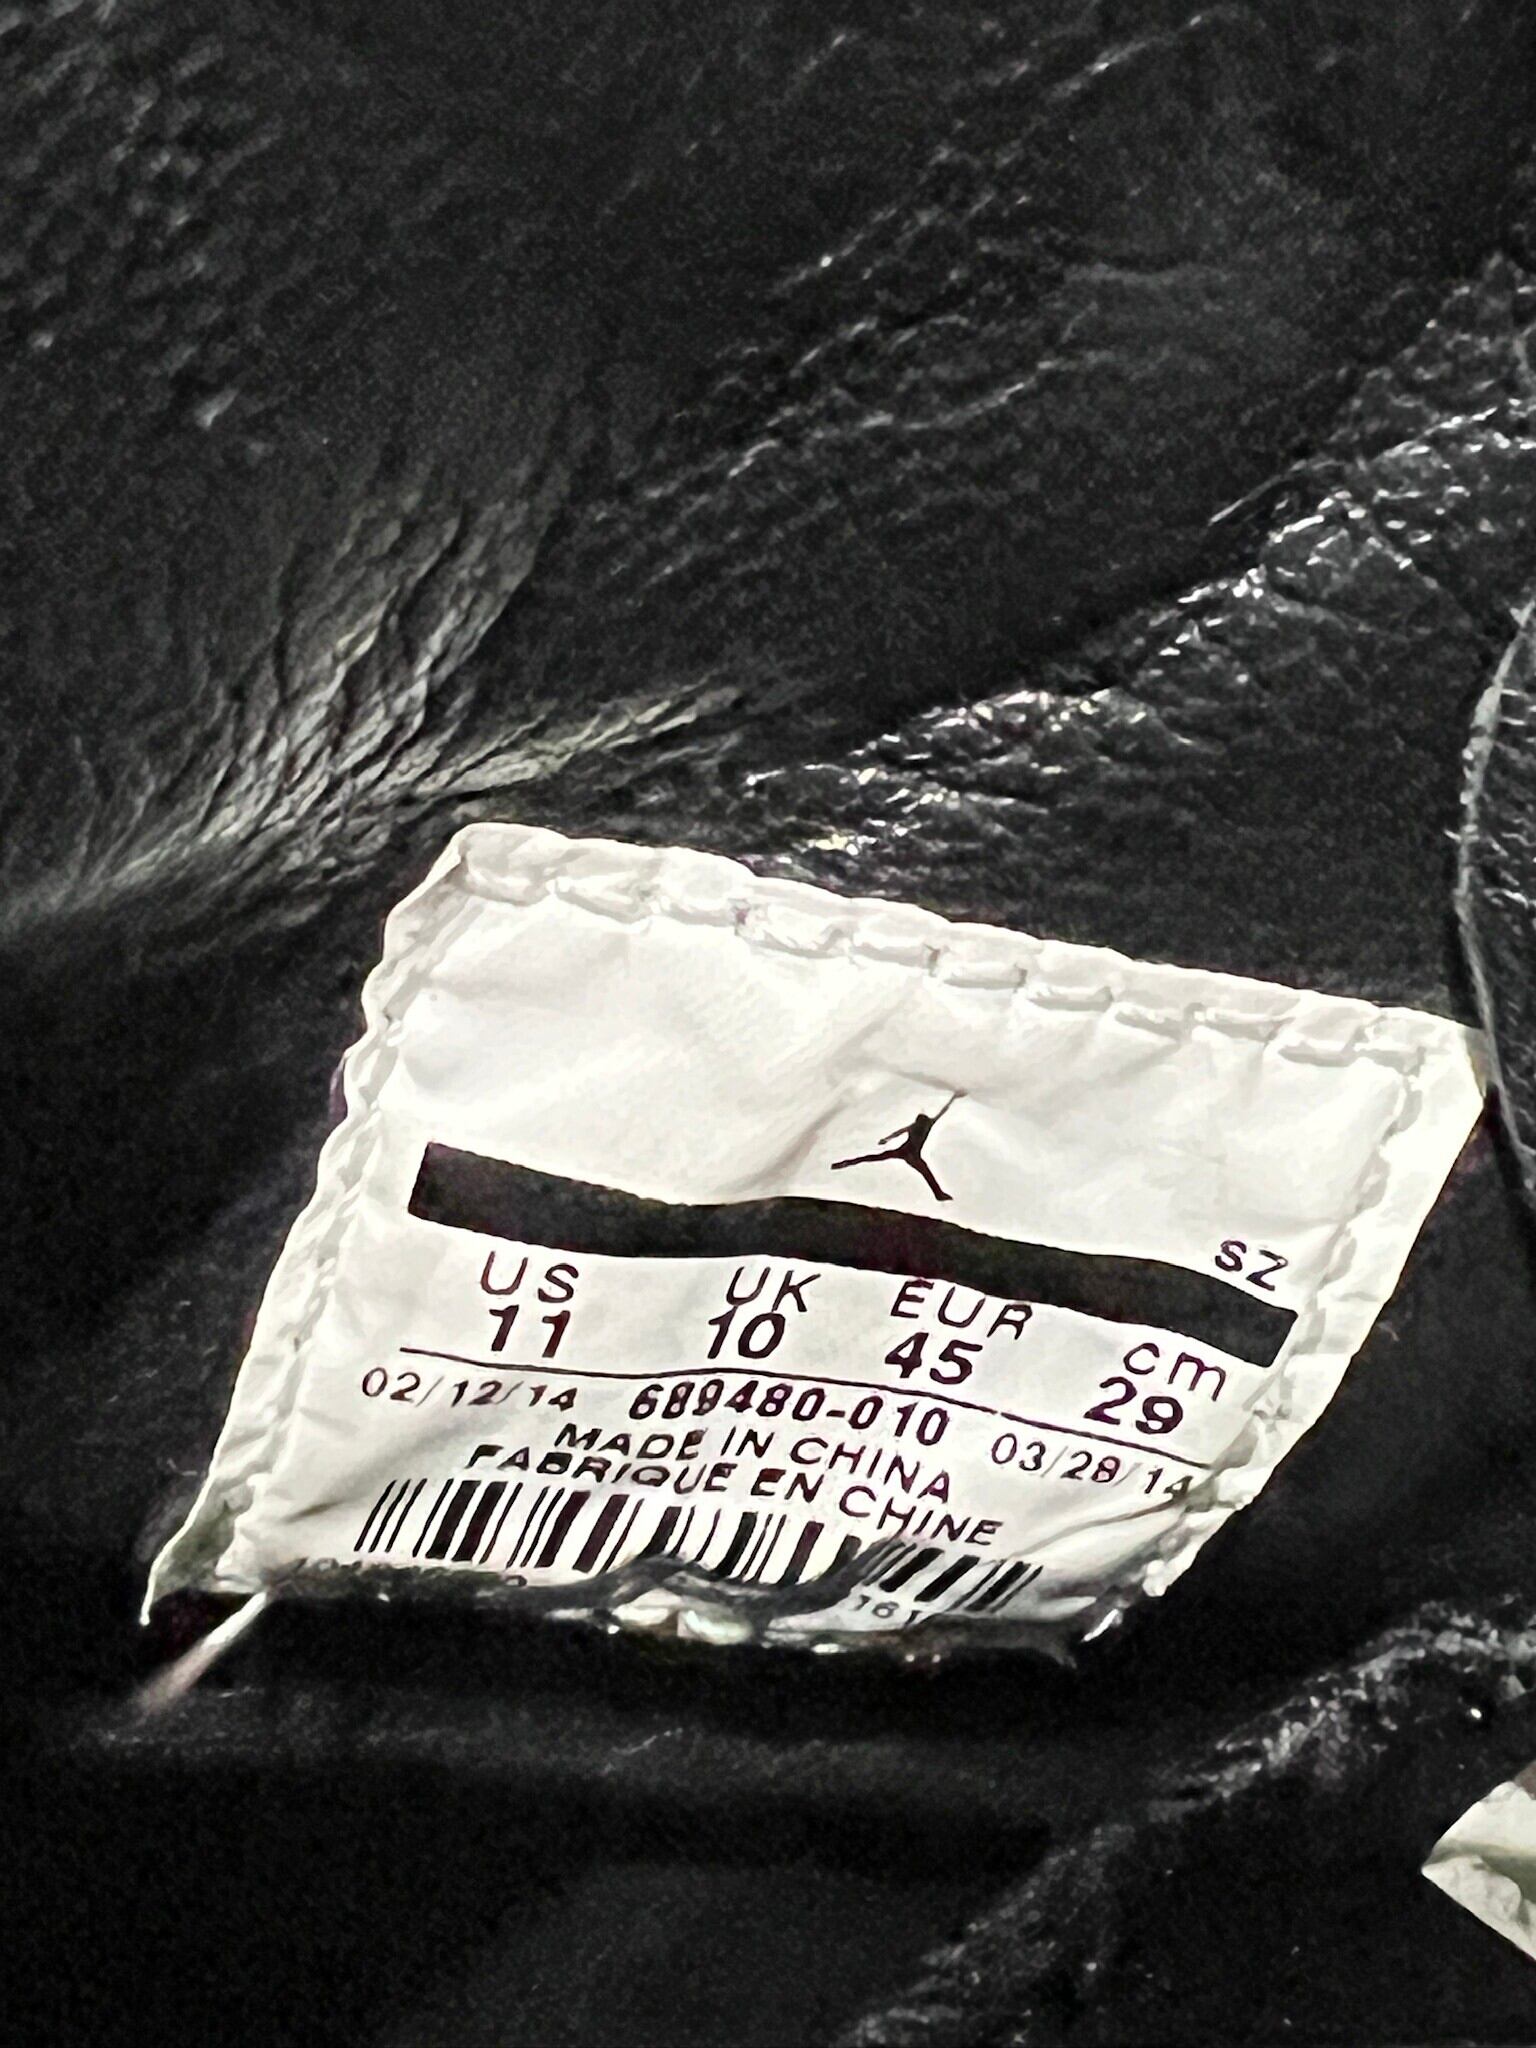 SZ
US UK EUR cm
11 10 45 29
02/12/14 689480-010 03/28/14
MADE IN CHINA
FABRIQUE EN CHINE